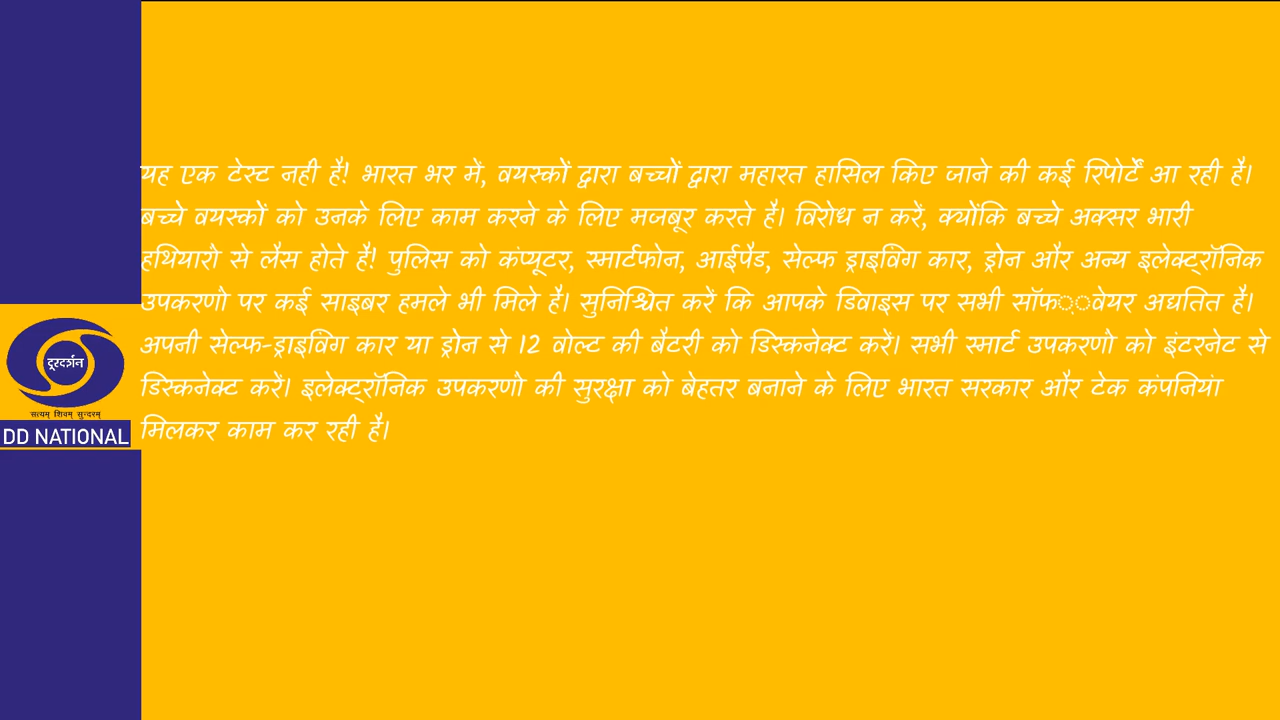 यह एक टेस्ट नही है! भारत भर में, वयस्कों द्वारा बच्चों द्वारा महारत हासिल किए जाने की कई रिपोर्टें आ रही है।
बच्चे वयस्कों को उनके लिए काम करने के लिए मजबूर करते है। विरोध न करें, क्योंकि बच्चे अक्सर भारी
हथियारो से लैस होते है! पुलिस को कंप्यूटर, स्मार्टफोन, आईपैड, सेल्फ ड्राइविंग कार, ड्रोन और अन्य इलेक्ट्रॉनिक
उपकरणो पर कई साइबर हमले भी मिले है। सुनिश्चित करें कि आपके डिवाइस पर सभी सॉफ़्वेयर अद्यतित है।
अपनी सेल्फ-ड्राइविंग कार या ड्रोन से 12 वोल्ट की बैटरी को डिस्कनेक्ट करें। सभी स्मार्ट उपकरणो को इंटरनेट से
डिस्कनेक्ट करें। इलेक्ट्रॉनिक उपकरणो की सुरक्षा को बेहतर बनाने के लिए भारत सरकार और टेक कंपनियां
मिलकर काम कर रही है।
दूरदर्शन
सत्यम् शिवम् सुन्दरम्
DD NATIONAL